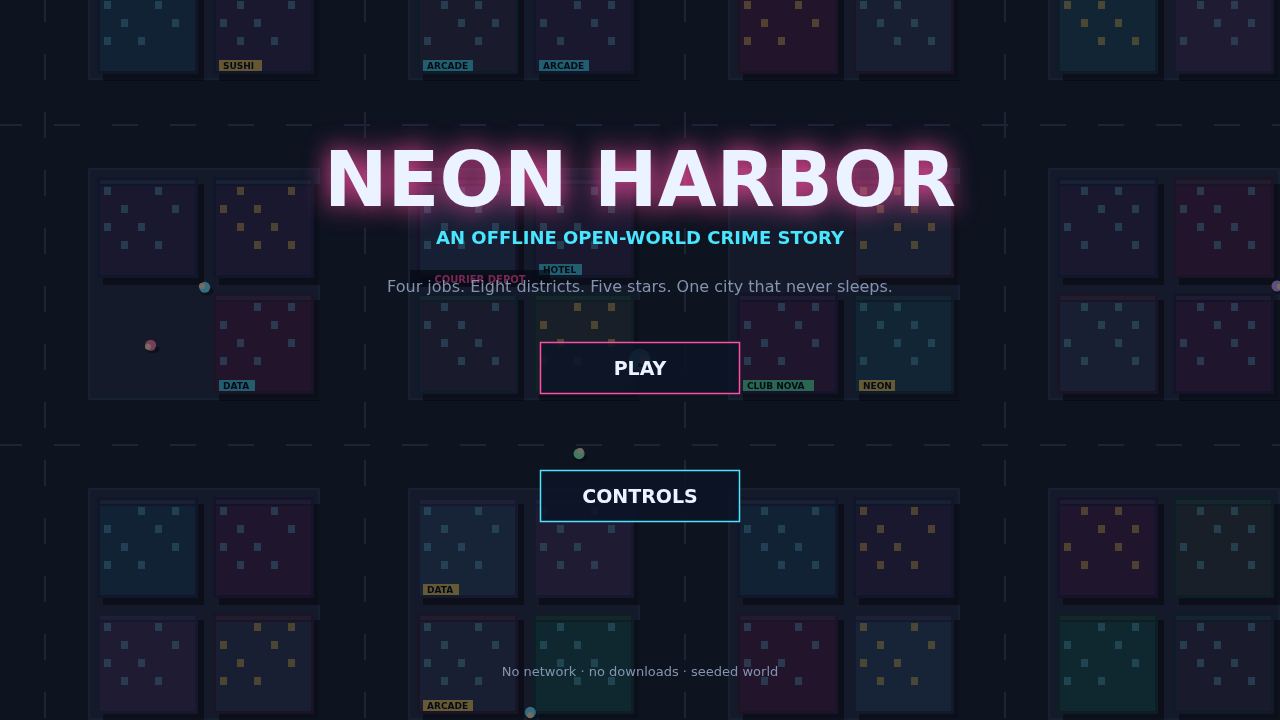 SUSHI
ARCADE
ARCADE
NEON HARBOR
AN OFFLINE OPEN-WORLD CRIME STORY
HOTEL
COURIER DEPOT
Four jobs. Eight districts. Five stars. One city that never sleeps.
PLAY
DATA
CLUB NOVA
NEON
CONTROLS
DATA
No network · no downloads · seeded world
ARCADE